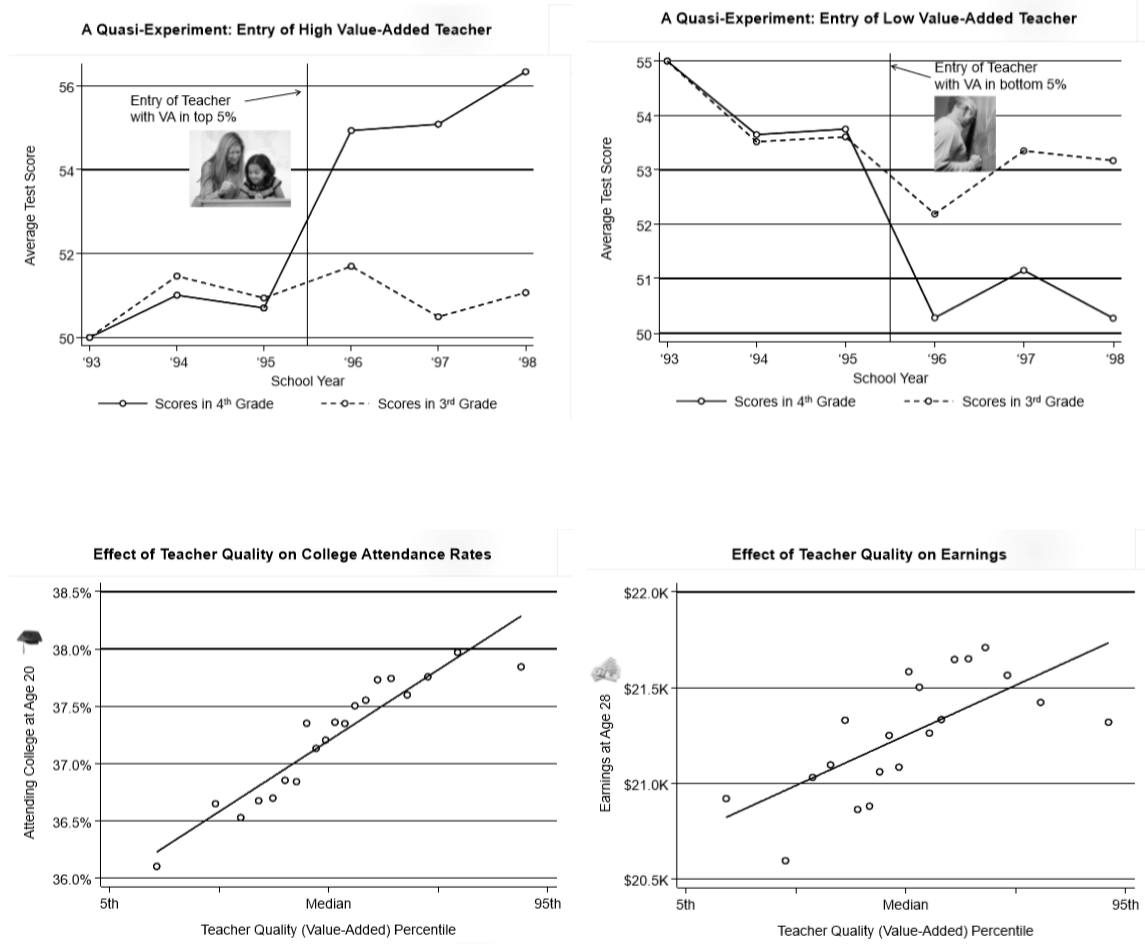 A Quasi-Experiment: Entry of High Value-Added Teacher
56
54
52
50
Average Test Score
Entry of Teacher
with VA in top 5%
'93 '94 '95 '96 '97 '98
School Year
Scores in 4th Grade Scores in 3rd Grade
A Quasi-Experiment: Entry of Low Value-Added Teacher
55
54
53
52
51
50
Average Test Score
Entry of Teacher
with VA in bottom 5%
'93 '94 '95 '96 '97 '98
School Year
Scores in 4th Grade Scores in 3rd Grade
Effect of Teacher Quality on College Attendance Rates
38.5%
38.0%
37.5%
37.0%
36.5%
36.0%
Attending College at Age 20
5th Median 95th
Teacher Quality (Value-Added) Percentile
Effect of Teacher Quality on Earnings
$22.0K
$21.5K
$21.0K
$20.5K
Earnings at Age 28
5th Median 95th
Teacher Quality (Value-Added) Percentile